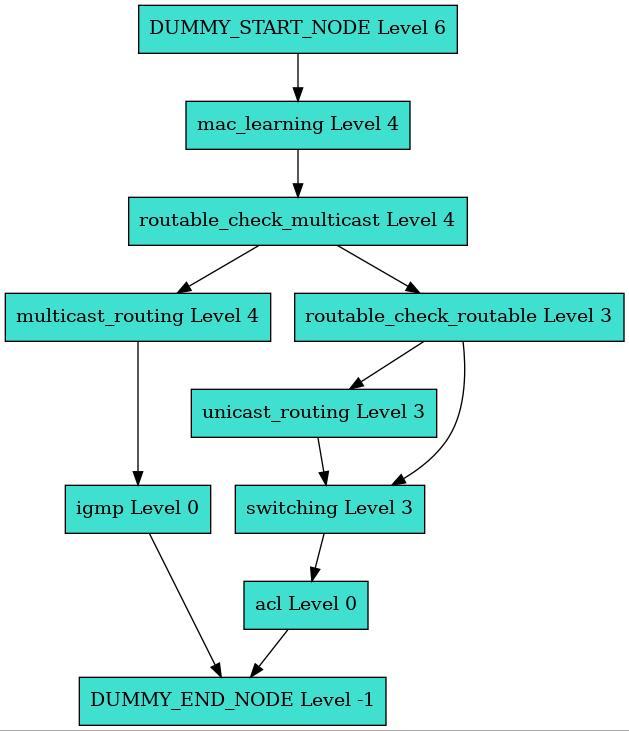 DUMMY_START_NODE Level 6
mac_learning Level 4
routable_check_multicast Level 4
multicast_routing Level 4
routable_check_routable Level 3
unicast_routing Level 3
igmp Level 0
switching Level 3
acl Level 0
DUMMY_END_NODE Level -1